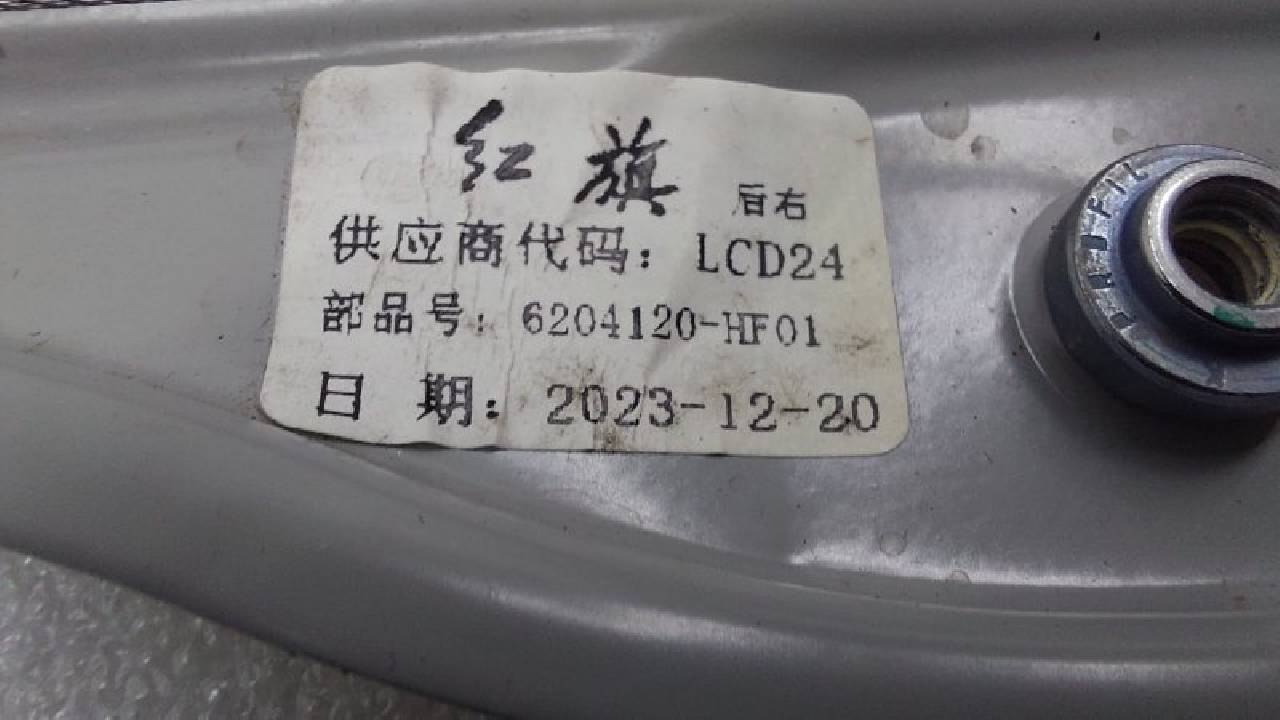 红旗 后右
供应商代码：LCD24
部品号：6204120-HF01
日 期：2023-12-20